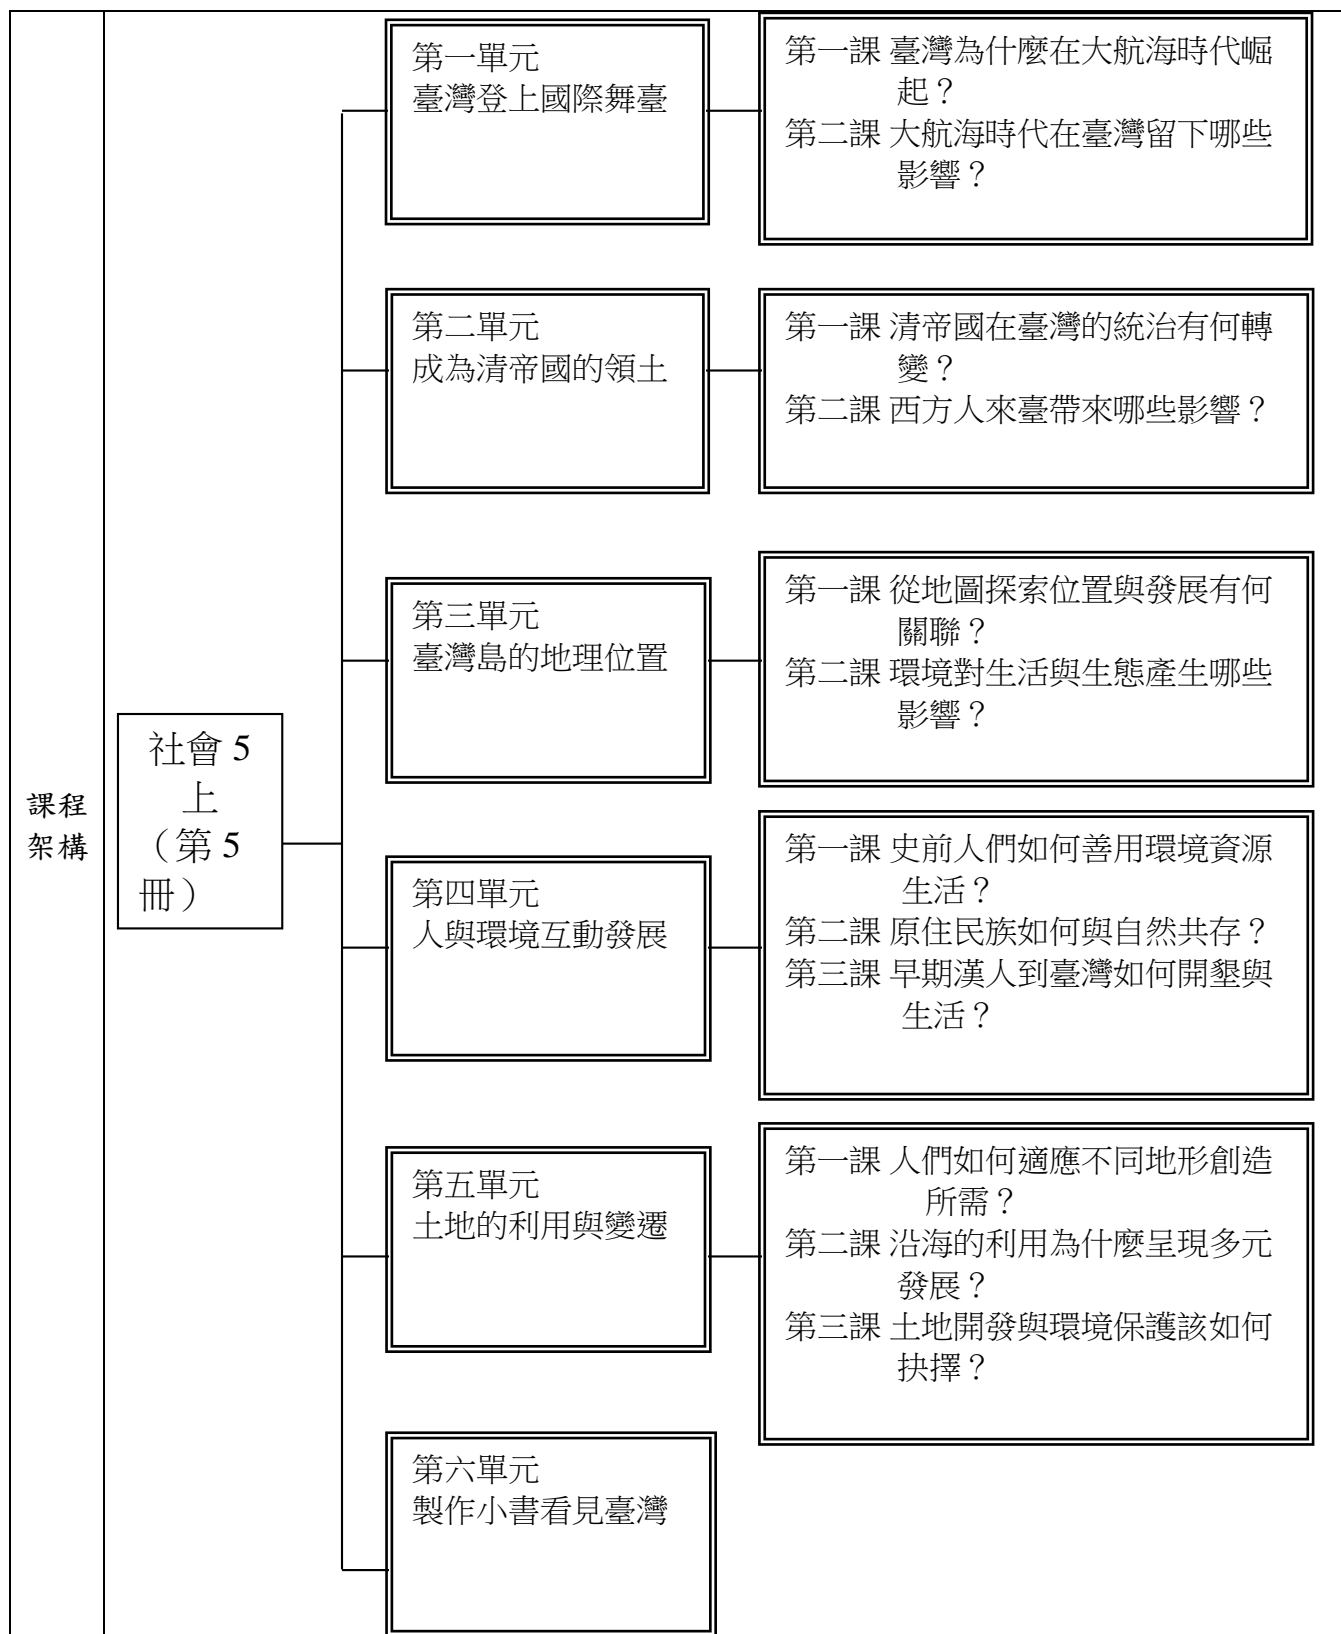 課程
架構
社會 5
上
（第 5
冊）
第一單元
臺灣登上國際舞臺
第一課 臺灣為什麼在大航海時代崛
起？
第二課 大航海時代在臺灣留下哪些
影響？
第二單元
成為清帝國的領土
第一課 清帝國在臺灣的統治有何轉
變？
第二課 西方人來臺帶來哪些影響？
第三單元
臺灣島的地理位置
第一課 從地圖探索位置與發展有何
關聯？
第二課 環境對生活與生態產生哪些
影響？
第四單元
人與環境互動發展
第一課 史前人們如何善用環境資源
生活？
第二課 原住民族如何與自然共存？
第三課 早期漢人到臺灣如何開墾與
生活？
第五單元
土地的利用與變遷
第一課 人們如何適應不同地形創造
所需？
第二課 沿海的利用為什麼呈現多元
發展？
第三課 土地開發與環境保護該如何
抉擇？
第六單元
製作小書看見臺灣